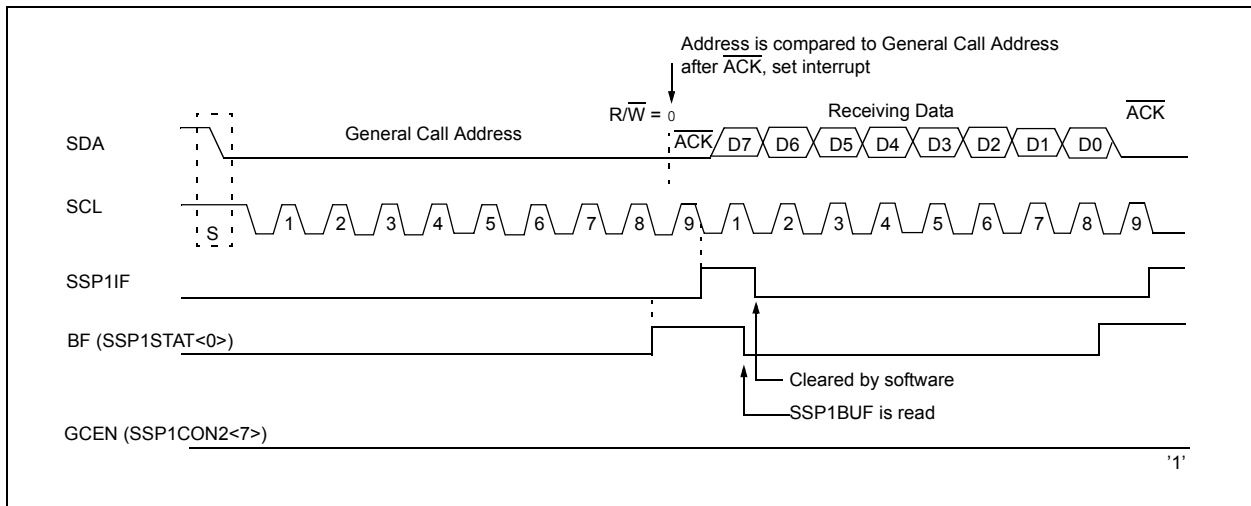 Address is compared to General Call Address
after ACK, set interrupt
R/W = 0
Receiving Data
ACK
SDA
General Call Address
ACK
D7 D6 D5 D4 D3 D2 D1 D0
SCL
S
1 2 3 4 5 6 7 8 9 1 2 3 4 5 6 7 8 9
SSP1IF
BF (SSP1STAT<0>)
Cleared by software
SSP1BUF is read
GCEN (SSP1CON2<7>)
'1'